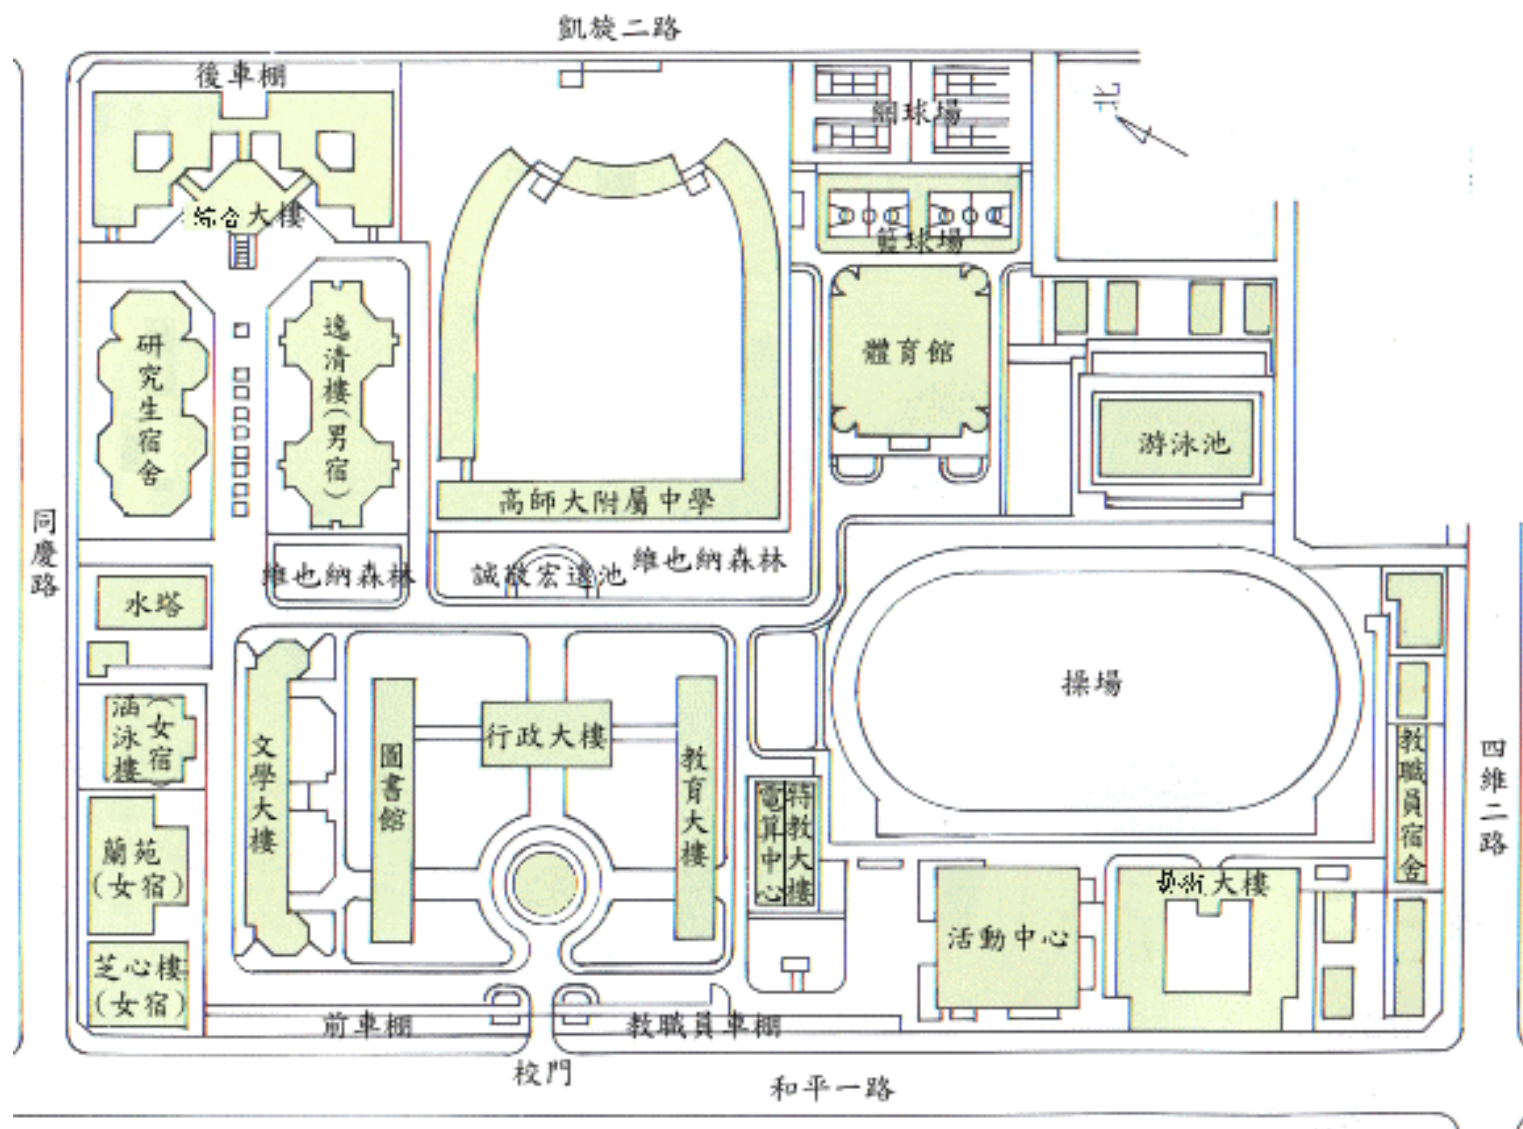 凱旋二路
後車棚
北
網球場
綜合大樓
籃球場
研究生宿舍
逸清樓(男宿)
體育館
游泳池
高師大附屬中學
同慶路
維也納森林
誠敬宏遠池
維也納森林
水塔
操場
涵泳樓(女宿)
文學大樓
圖書館
行政大樓
教育大樓
電算中心
特教大樓
教職員宿舍
四維二路
蘭苑
(女宿)
藝術大樓
活動中心
芝心樓
(女宿)
前車棚
教職員車棚
校門
和平一路